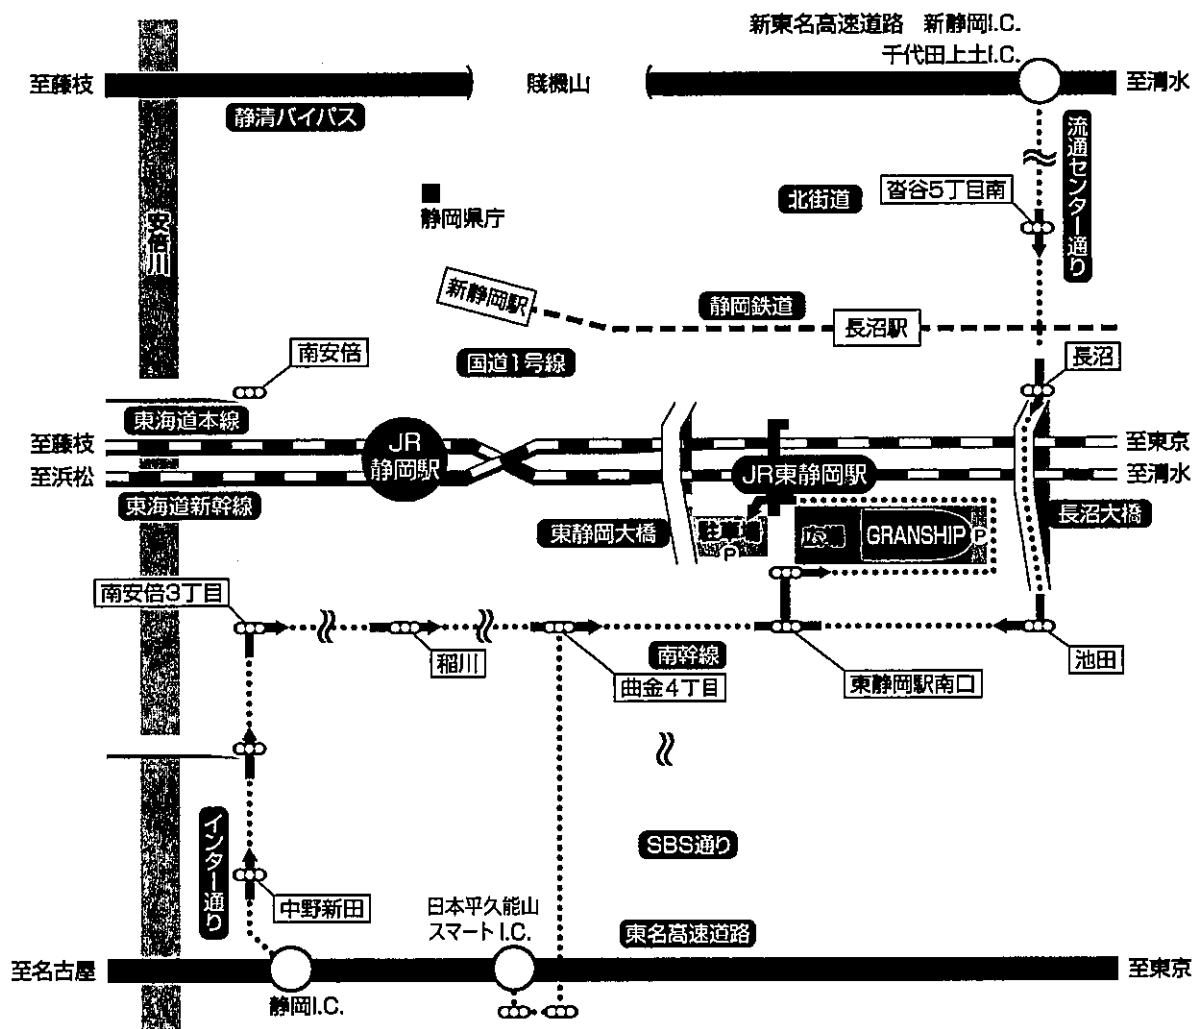 新東名高速道路 新静岡I.C.
千代田上土I.C.
至藤枝
賤機山
至清水
静清バイパス
流通センター通り
沓谷5丁目南
北街道
静岡県庁
安倍川
新静岡駅
静岡鉄道
長沼駅
南安倍
国道1号線
長沼
東海道本線
至藤枝
JR
静岡駅
至東京
至浜松
JR東静岡駅
至清水
東海道新幹線
東静岡大橋
駐車場
P
広場
GRANSHIP
P
長沼大橋
南安倍3丁目
稲川
南幹線
曲金4丁目
東静岡駅南口
池田
インター通り
SBS通り
中野新田
日本平久能山
スマートI.C.
東名高速道路
至名古屋
至東京
静岡I.C.